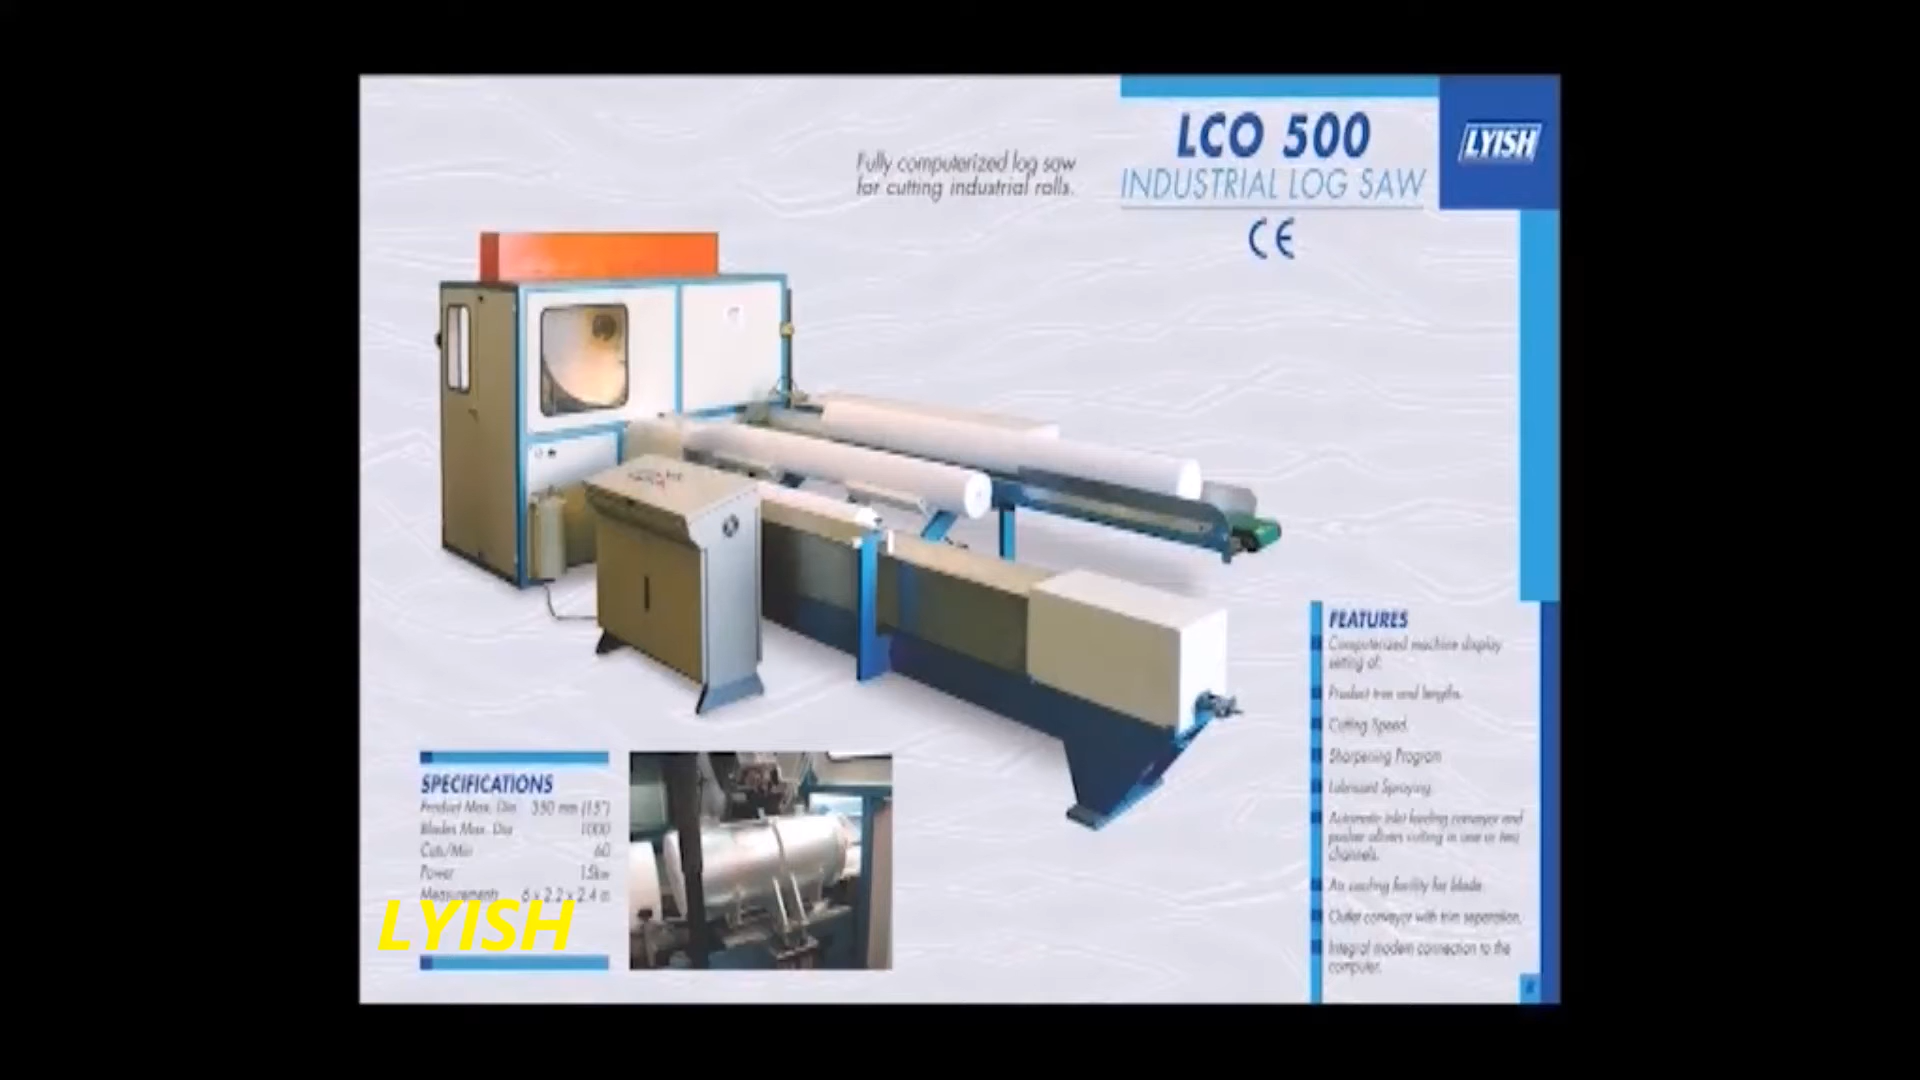 Fully computerized log saw
for cutting industrial rolls.
LCO 500
INDUSTRIAL LOG SAW
CE
LYISH
FEATURES
Computerized machine display
setting of:
Product trim and lengths.
Cutting Speed.
Sharpening Program
Lubricant Spraying.
Automatic inlet feeding conveyor and
pusher allows cutting in one or two
channels.
Air cooling facility for blade.
Outlet conveyor with trim separation.
Integral modem connection to the
computer.
SPECIFICATIONS
Product Max. Dia 350 mm (15")
Blades Max. Dia 1000
Cuts/Min 60
Power 15kw
Measurements 6 x 2.2 x 2.4 m
LYISH